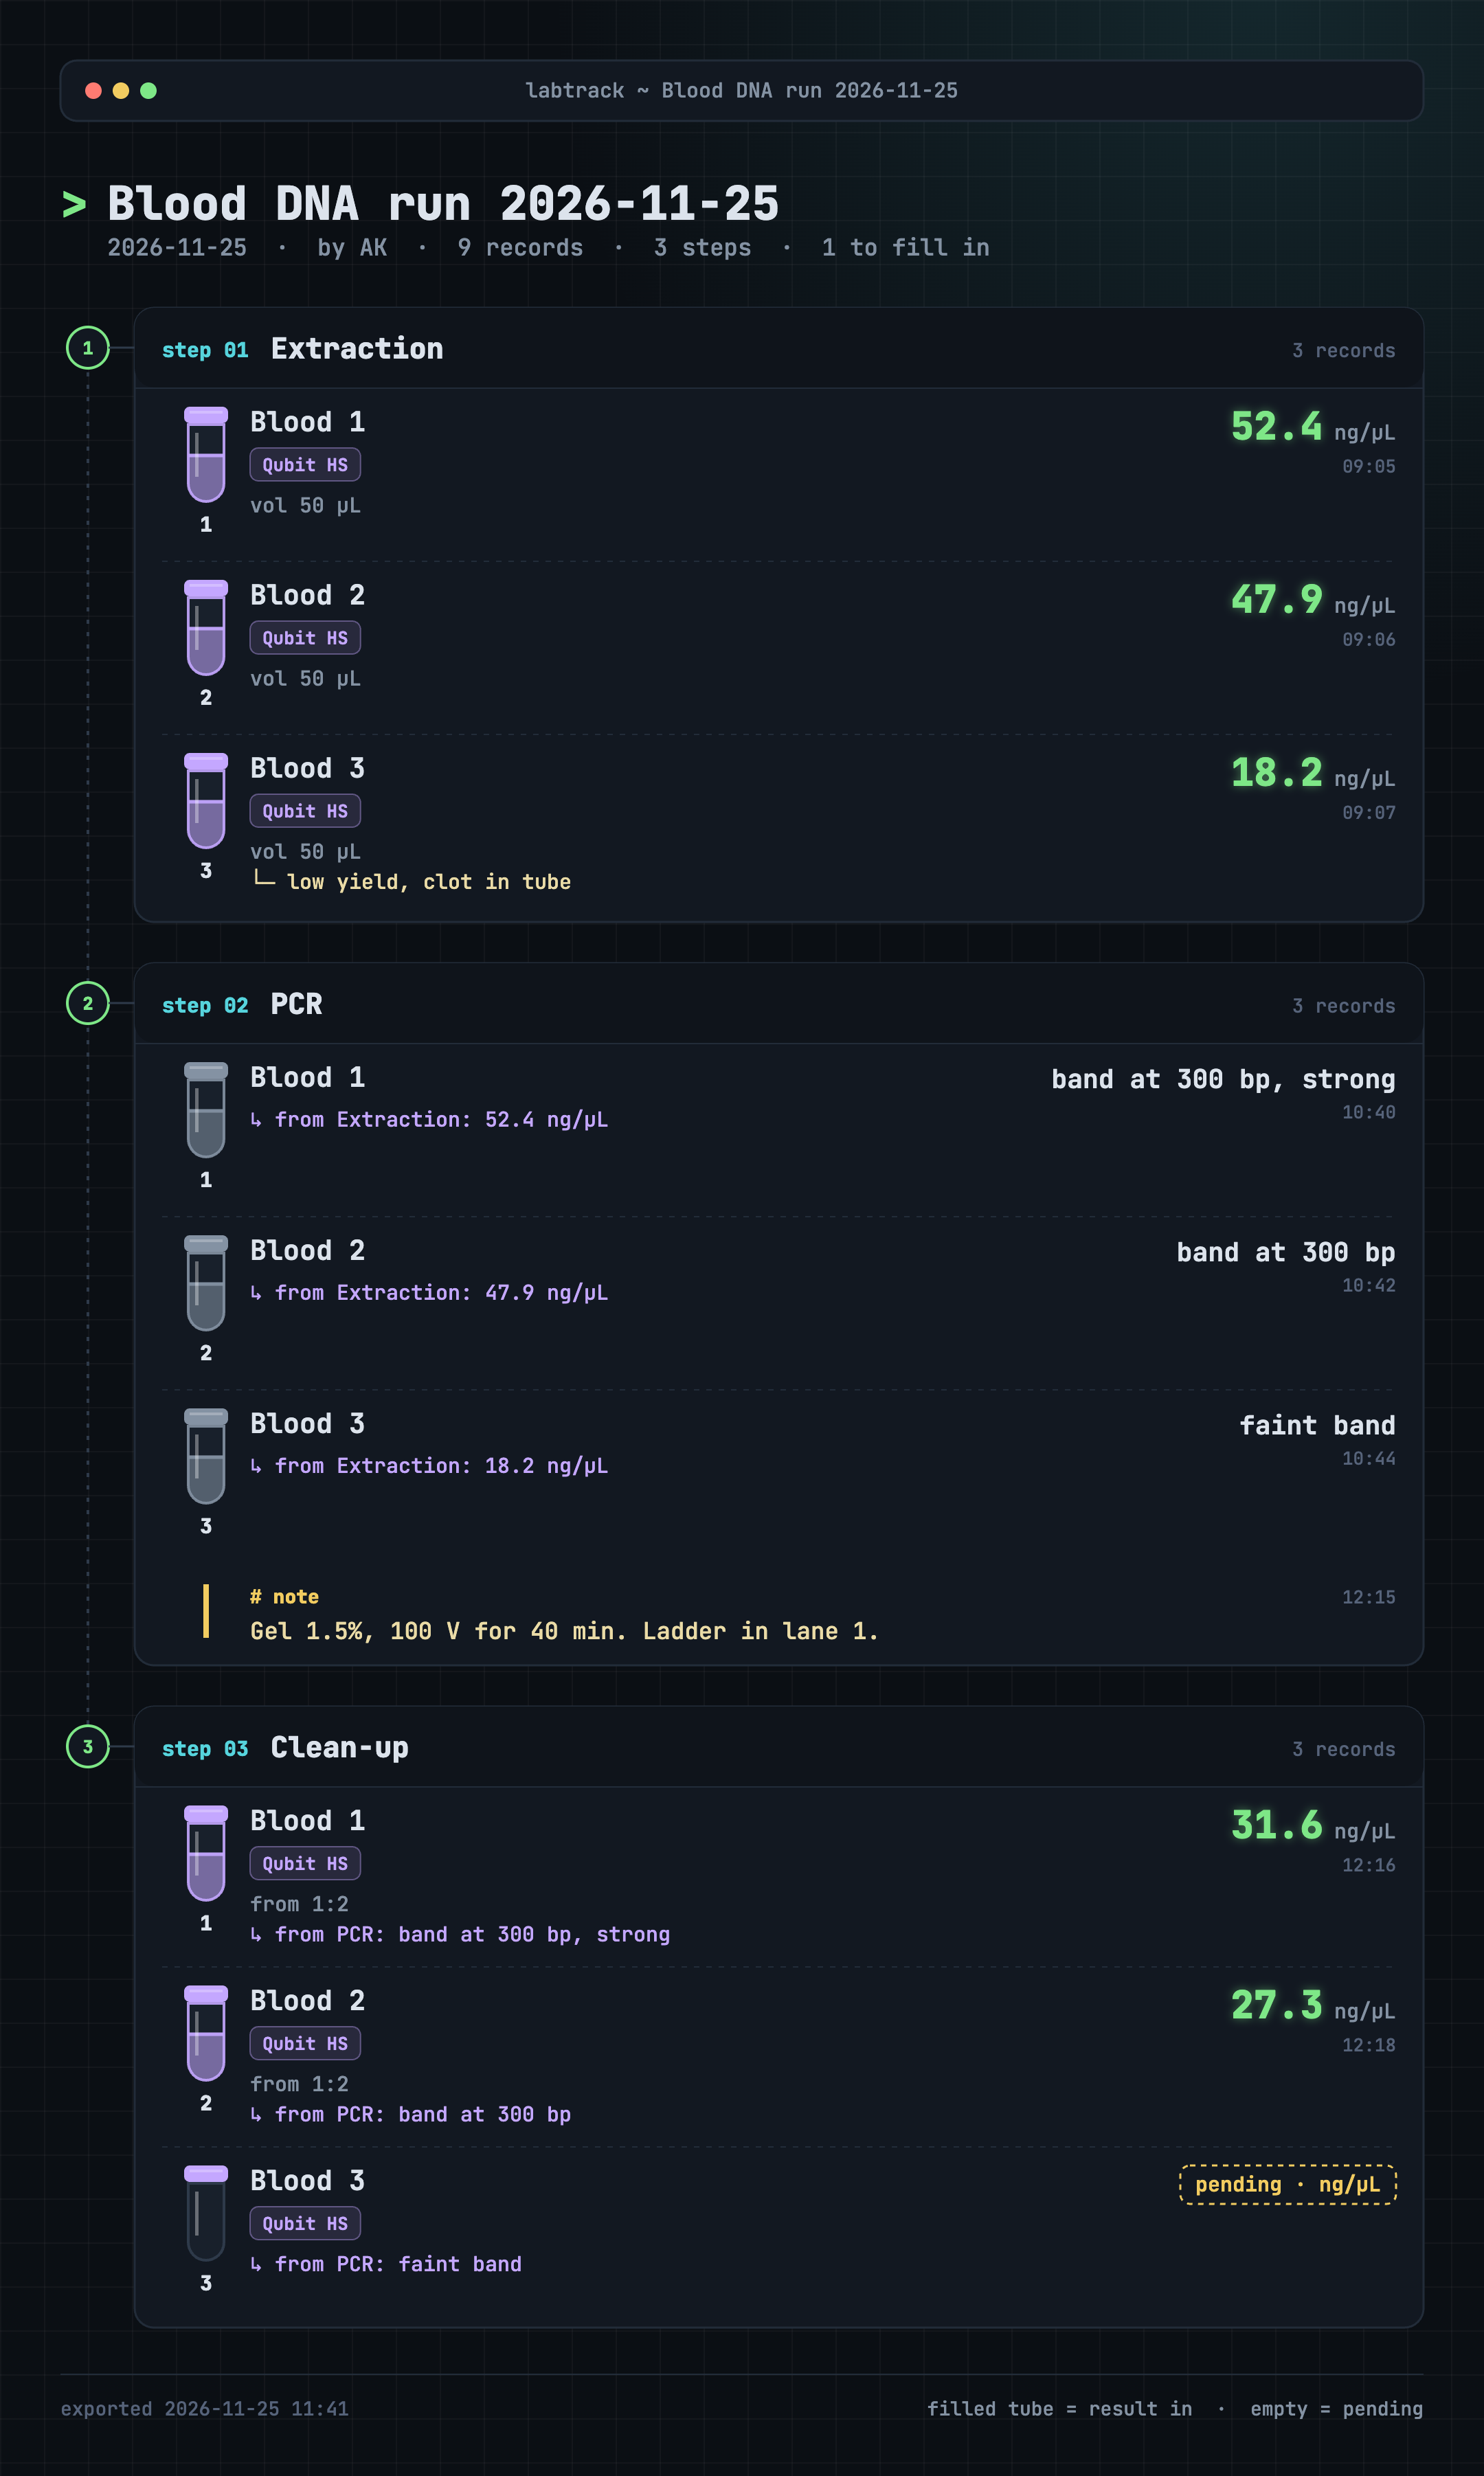 labtrack ~ Blood DNA run 2026-11-25
> Blood DNA run 2026-11-25
2026-11-25 · by AK · 9 records · 3 steps · 1 to fill in
1
step 01 Extraction 3 records
Blood 1 52.4 ng/µL
Qubit HS 09:05
vol 50 µL
1
Blood 2 47.9 ng/µL
Qubit HS 09:06
vol 50 µL
2
Blood 3 18.2 ng/µL
Qubit HS 09:07
vol 50 µL
3
└─ low yield, clot in tube
2
step 02 PCR 3 records
Blood 1 band at 300 bp, strong
↳ from Extraction: 52.4 ng/µL 10:40
1
Blood 2 band at 300 bp
↳ from Extraction: 47.9 ng/µL 10:42
2
Blood 3 faint band
↳ from Extraction: 18.2 ng/µL 10:44
3
# note 12:15
Gel 1.5%, 100 V for 40 min. Ladder in lane 1.
3
step 03 Clean-up 3 records
Blood 1 31.6 ng/µL
Qubit HS 12:16
from 1:2
1
↳ from PCR: band at 300 bp, strong
Blood 2 27.3 ng/µL
Qubit HS 12:18
from 1:2
2
↳ from PCR: band at 300 bp
Blood 3 pending · ng/µL
Qubit HS
↳ from PCR: faint band
3
exported 2026-11-25 11:41 filled tube = result in · empty = pending